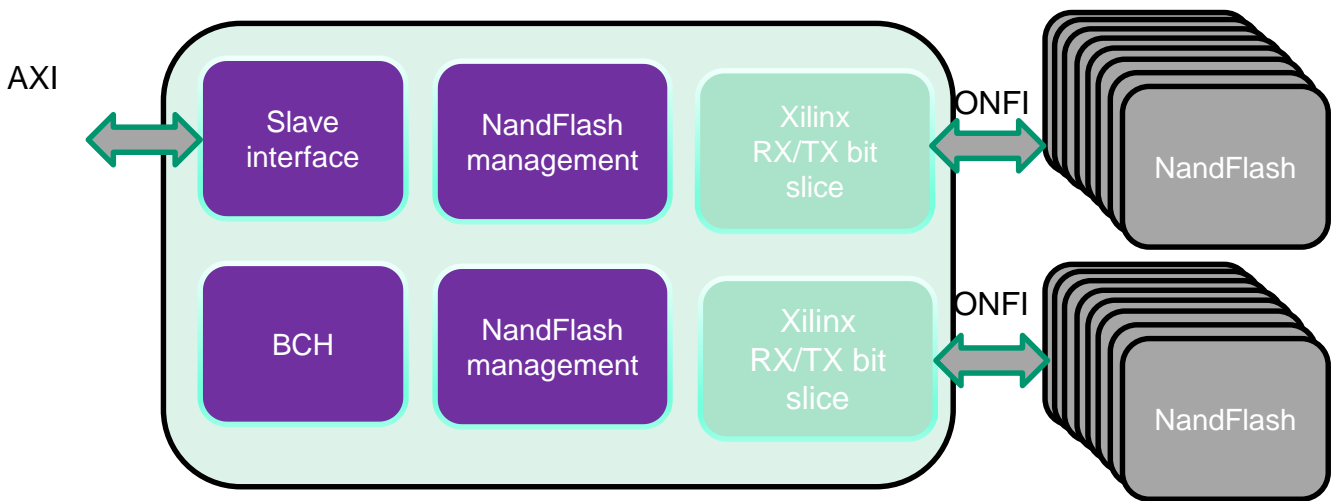 AXI
Slave
interface
NandFlash
management
Xilinx
RX/TX bit
slice
ONFI
NandFlash
BCH
NandFlash
management
Xilinx
RX/TX bit
slice
ONFI
NandFlash